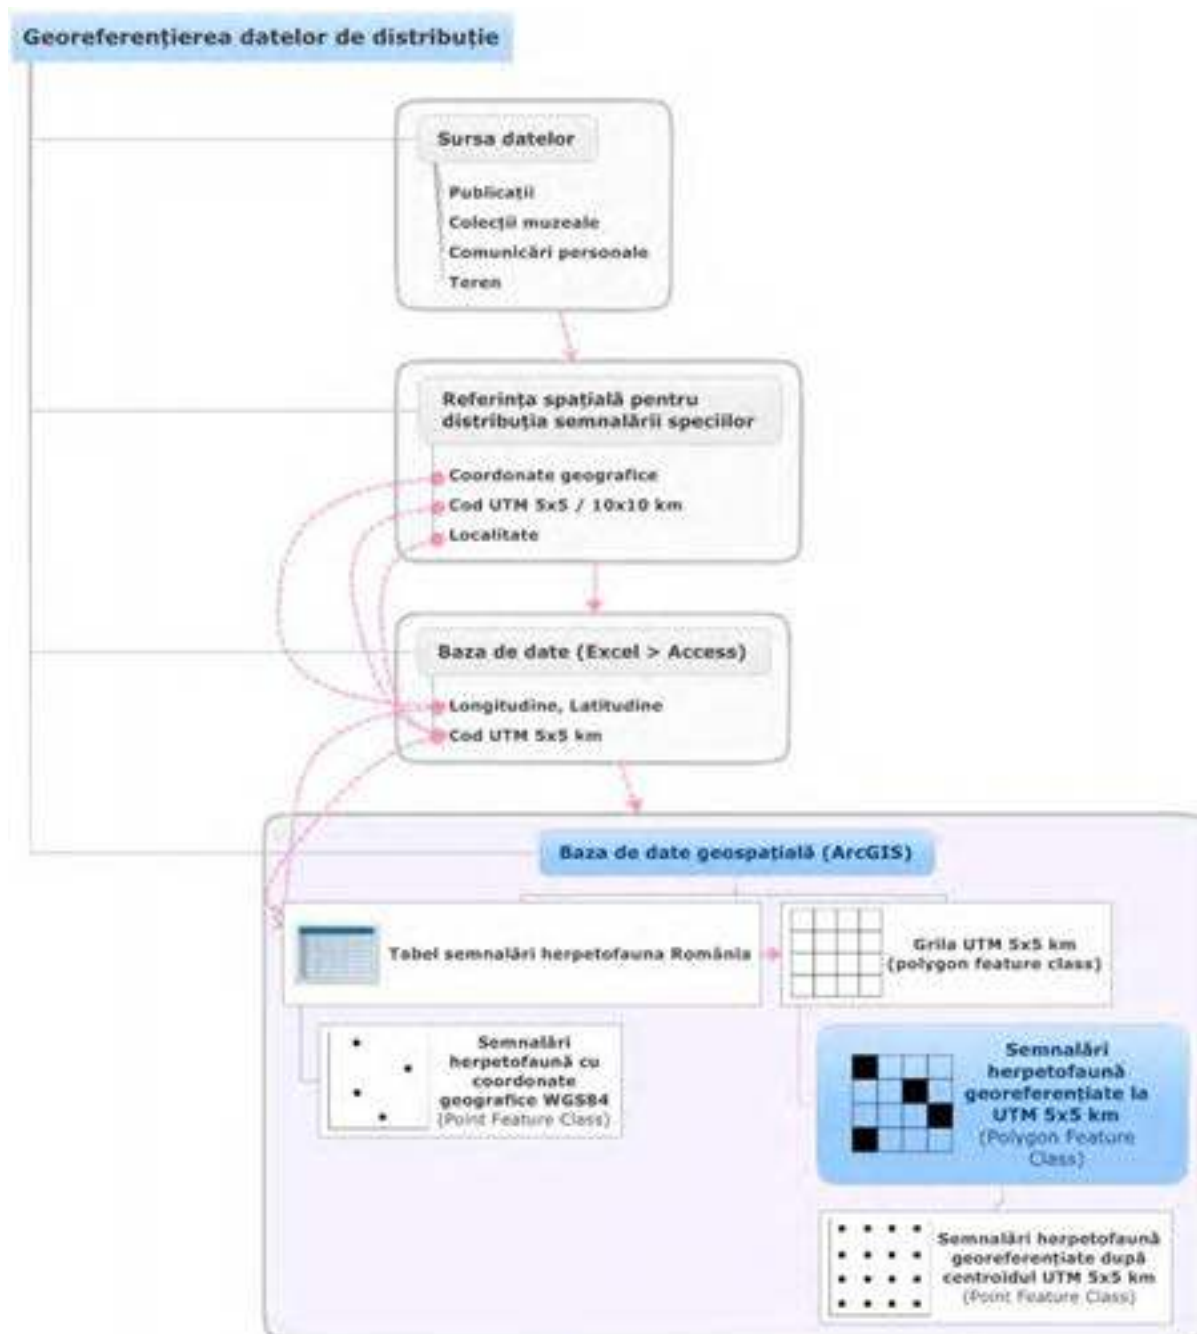 Georeferențierea datelor de distribuție
Sursa datelor
Publicații
Colecții muzeale
Comunicări personale
Teren
Referința spațială pentru
distribuția semnalării speciilor
Coordonate geografice
Cod UTM 5x5 / 10x10 km
Localitate
Baza de date (Excel > Access)
Longitudine, Latitudine
Cod UTM 5x5 km
Baza de date geospațială (ArcGIS)
Tabel semnalări herpetofauna România
Grila UTM 5x5 km
(polygon feature class)
Semnalări
herpetofaună cu
coordonate
geografice WGS84
(Point Feature Class)
Semnalări
herpetofaună
georeferențiate la
UTM 5x5 km
(Polygon Feature
Class)
Semnalări herpetofaună
georeferențiate după
centroidul UTM 5x5 km
(Point Feature Class)